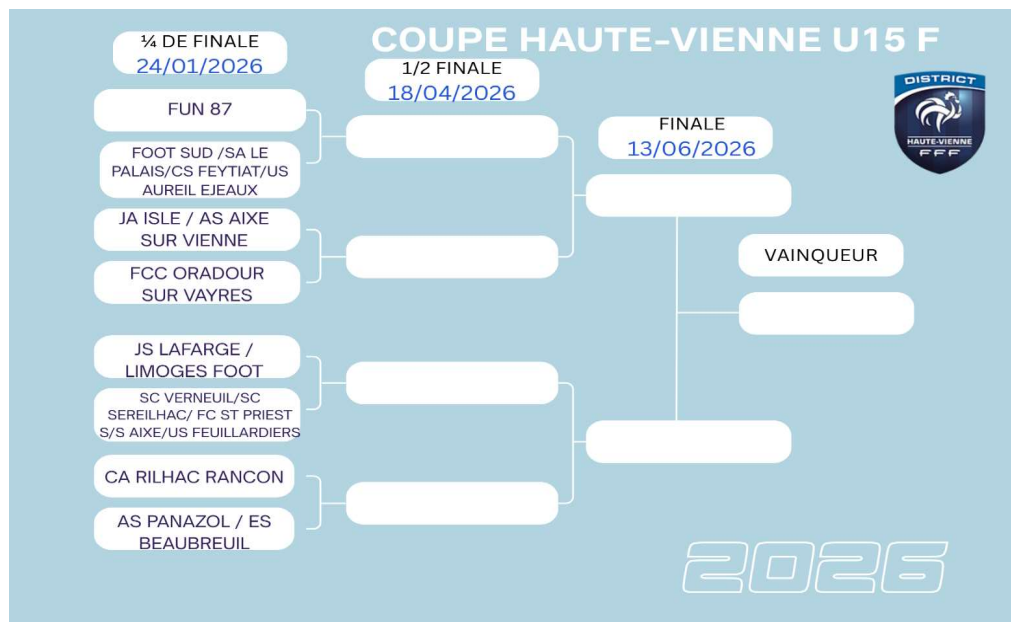 COUPE HAUTE-VIENNE U15 F
¼ DE FINALE
24/01/2026
1/2 FINALE
18/04/2026
FINALE
13/06/2026
DISTRICT
HAUTE-VIENNE
FFF
FUN 87
FOOT SUD /SA LE
PALAIS/CS FEYTIAT/US
AUREIL EJEAUX
JA ISLE / AS AIXE
SUR VIENNE
FCC ORADOUR
SUR VAYRES
VAINQUEUR
JS LAFARGE /
LIMOGES FOOT
SC VERNEUIL/SC
SEREILHAC/ FC ST PRIEST
S/S AIXE/US FEUILLARDIERS
CA RILHAC RANCON
AS PANAZOL / ES
BEAUBREUIL
2026